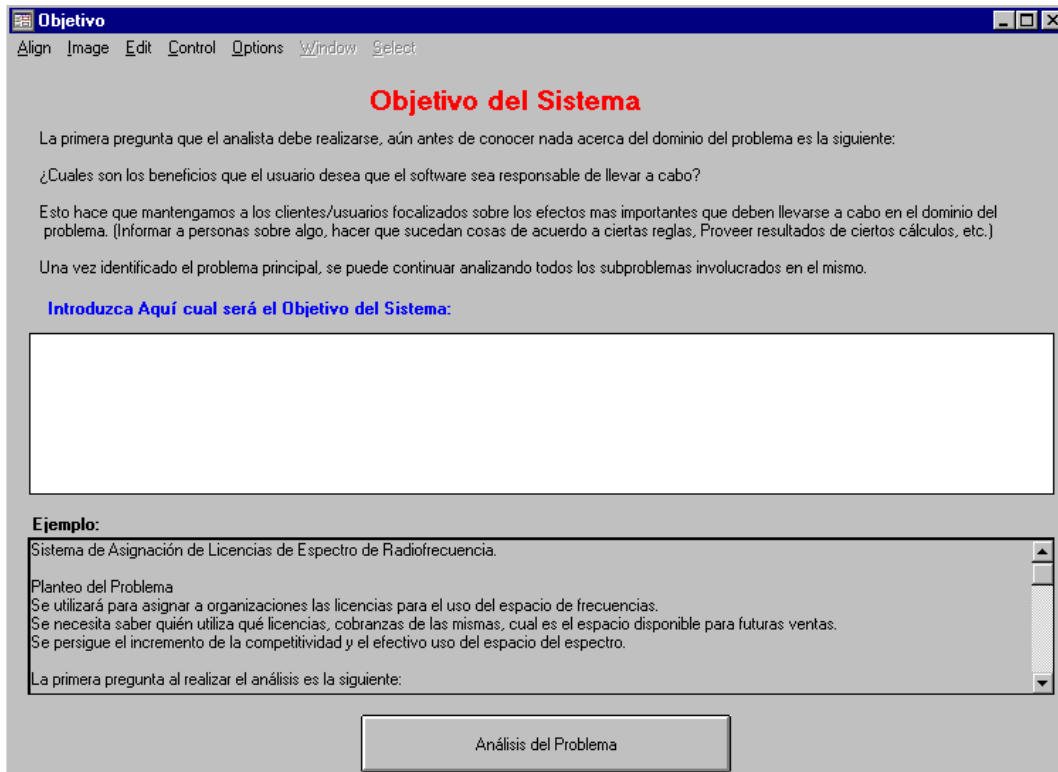 Objetivo
Align Image Edit Control Options Window Select
Objetivo del Sistema
La primera pregunta que el analista debe realizarse, aún antes de conocer nada acerca del dominio del problema es la siguiente:
¿Cuales son los beneficios que el usuario desea que el software sea responsable de llevar a cabo?
Esto hace que mantengamos a los clientes/usuarios focalizados sobre los efectos mas importantes que deben llevarse a cabo en el dominio del
problema. (Informar a personas sobre algo, hacer que sucedan cosas de acuerdo a ciertas reglas, Proveer resultados de ciertos cálculos, etc.)
Una vez identificado el problema principal, se puede continuar analizando todos los subproblemas involucrados en el mismo.
Introduzca Aquí cual será el Objetivo del Sistema:
Ejemplo:
Sistema de Asignación de Licencias de Espectro de Radiofrecuencia.
Planteo del Problema
Se utilizará para asignar a organizaciones las licencias para el uso del espacio de frecuencias.
Se necesita saber quién utiliza qué licencias, cobranzas de las mismas, cual es el espacio disponible para futuras ventas.
Se persigue el incremento de la competitividad y el efectivo uso del espacio del espectro.
La primera pregunta al realizar el análisis es la siguiente:
Análisis del Problema